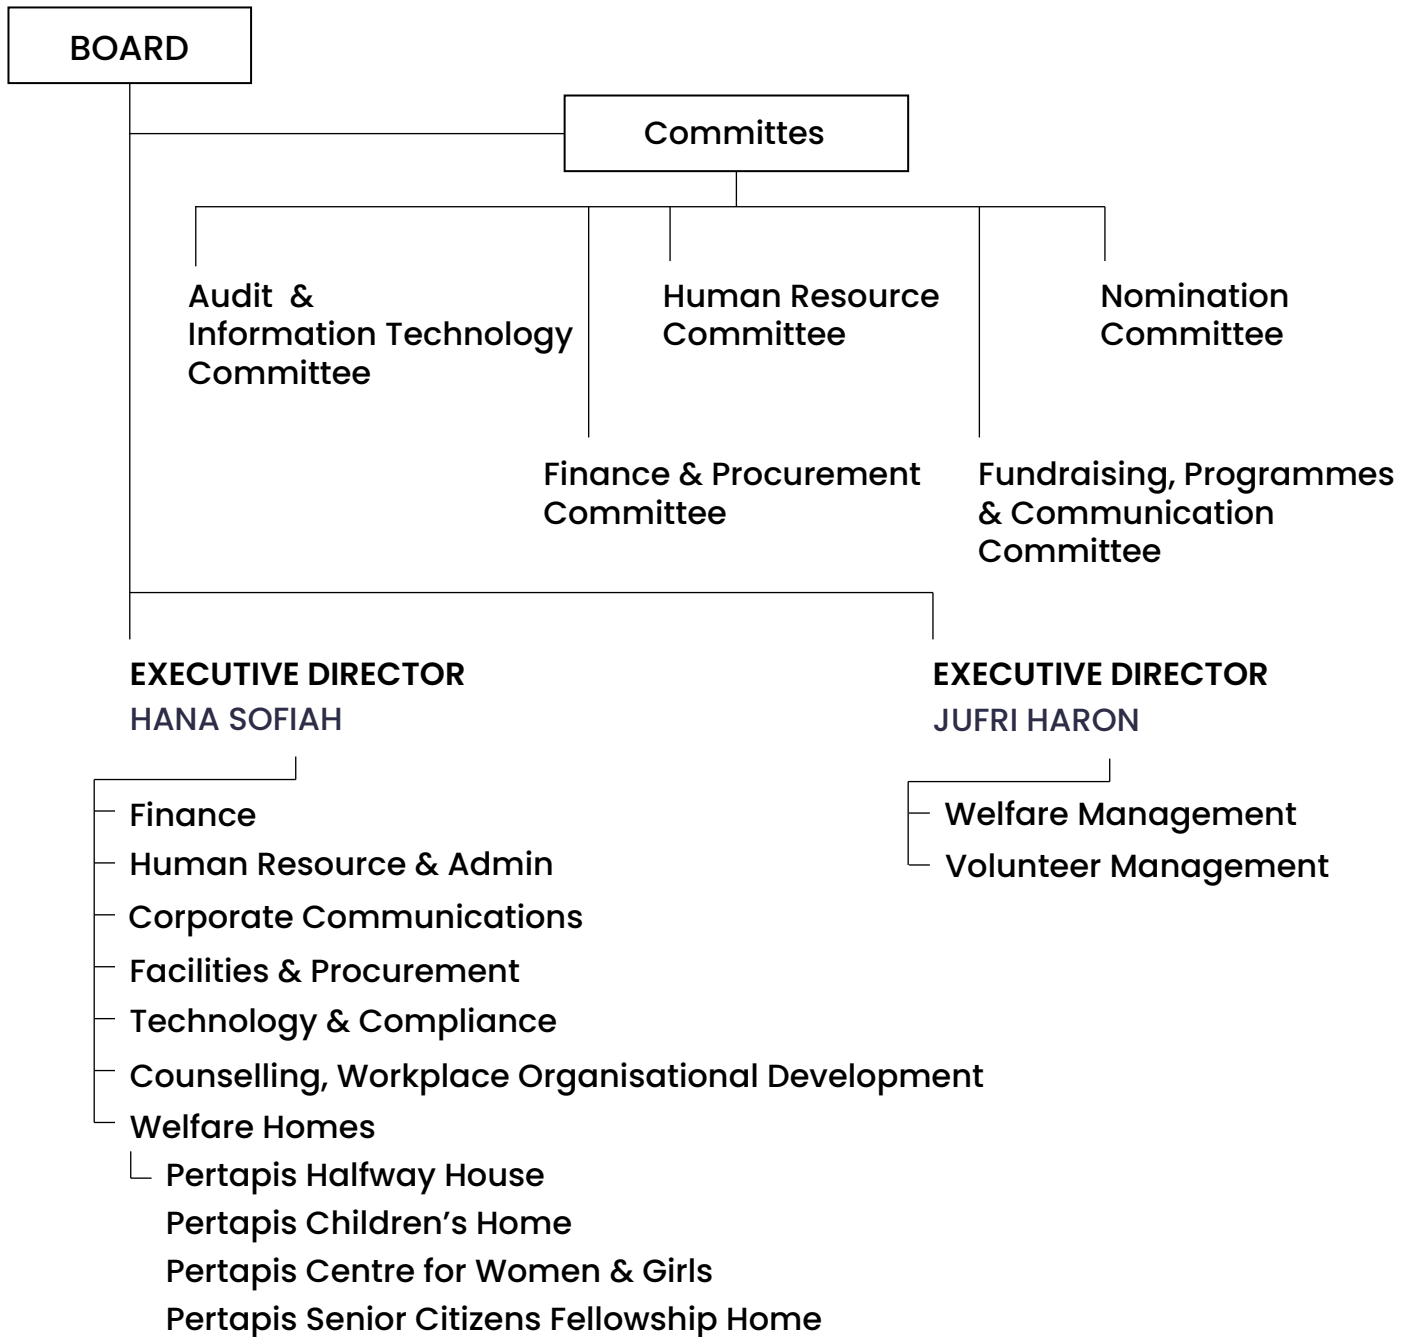 BOARD
Committes
Audit &
Information Technology
Committee
Human Resource
Committee
Nomination
Committee
Finance & Procurement
Committee
Fundraising, Programmes
& Communication
Committee
EXECUTIVE DIRECTOR
HANA SOFIAH
EXECUTIVE DIRECTOR
JUFRI HARON
Finance
Human Resource & Admin
Corporate Communications
Facilities & Procurement
Technology & Compliance
Counselling, Workplace Organisational Development
Welfare Homes
Pertapis Halfway House
Pertapis Children’s Home
Pertapis Centre for Women & Girls
Pertapis Senior Citizens Fellowship Home
Welfare Management
Volunteer Management